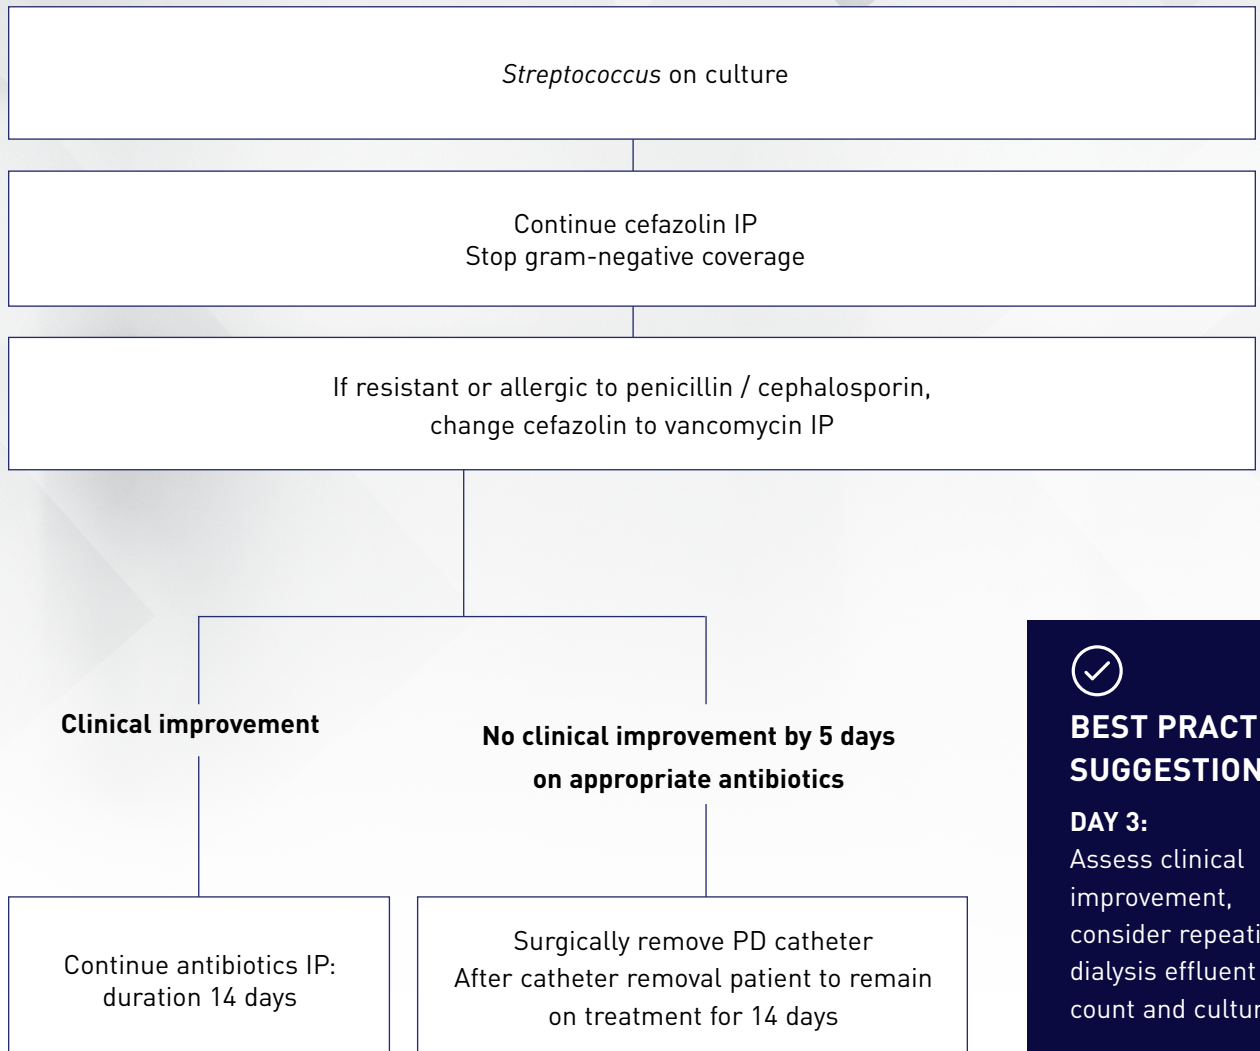 Streptococcus on culture
Continue cefazolin IP
Stop gram-negative coverage
If resistant or allergic to penicillin / cephalosporin,
change cefazolin to vancomycin IP
Clinical improvement
No clinical improvement by 5 days
on appropriate antibiotics
Continue antibiotics IP:
duration 14 days
Surgically remove PD catheter
After catheter removal patient to remain
on treatment for 14 days
BEST PRACT
SUGGESTION
DAY 3:
Assess clinical
improvement,
consider repeati
dialysis effluent
count and cultur